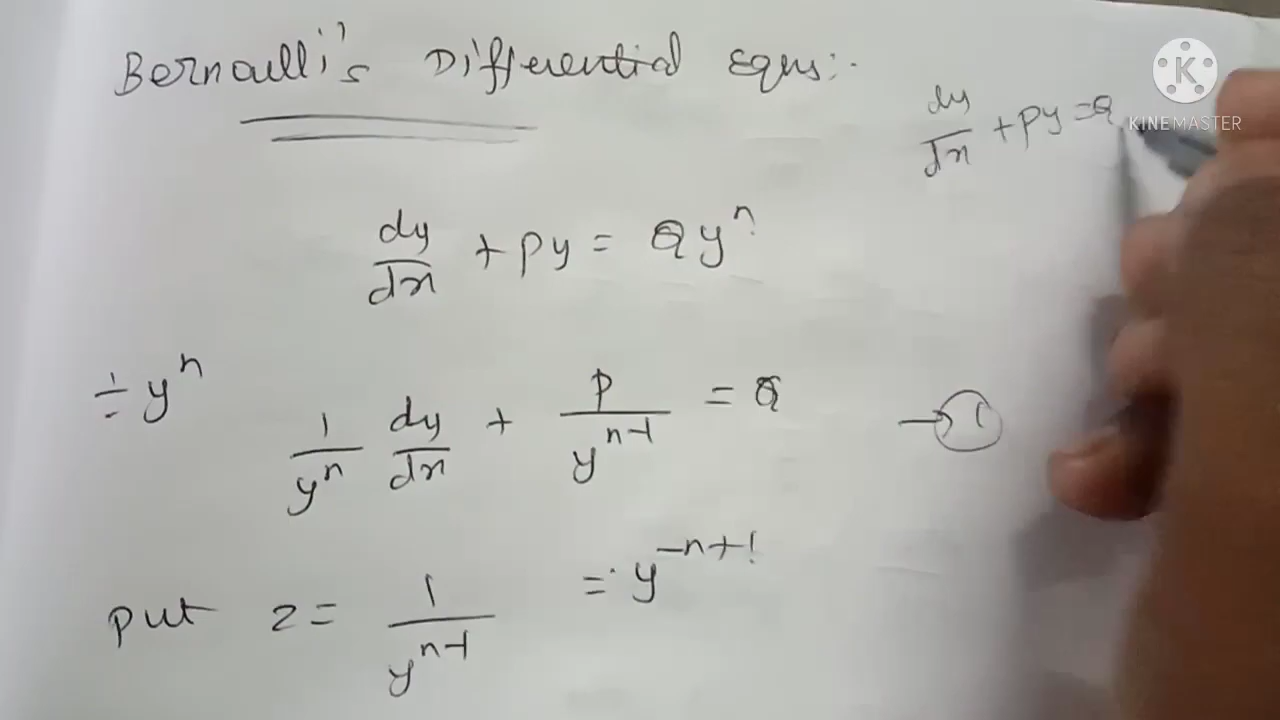 Bernoulli's Differential Eqns:-
dy/dx + py = Q
K
KINEMASTER
dy/dx + py = Q y^n
÷ y^n
1/y^n dy/dx + p/y^(n-1) = Q → 1
put z = 1/y^(n-1) = y^(-n+1)